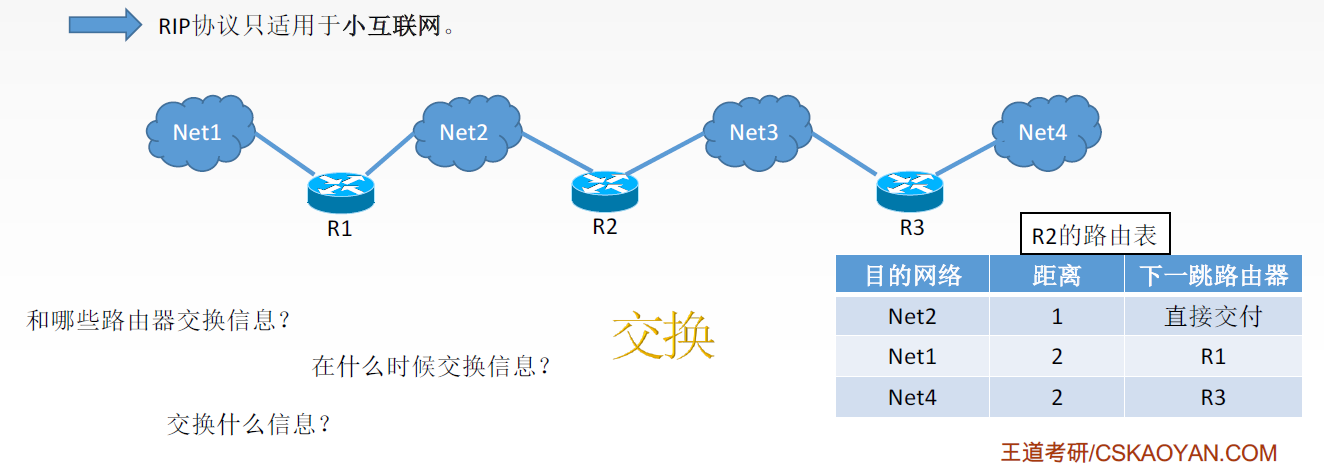 RIP协议只适用于小互联网。
Net1
Net2
Net3
Net4
R1
R2
R3
R2的路由表
目的网络 距离 下一跳路由器
Net2 1 直接交付
Net1 2 R1
Net4 2 R3
和哪些路由器交换信息？
在什么时候交换信息？
交换什么信息？
交换
王道考研/CSKAOYAN.COM